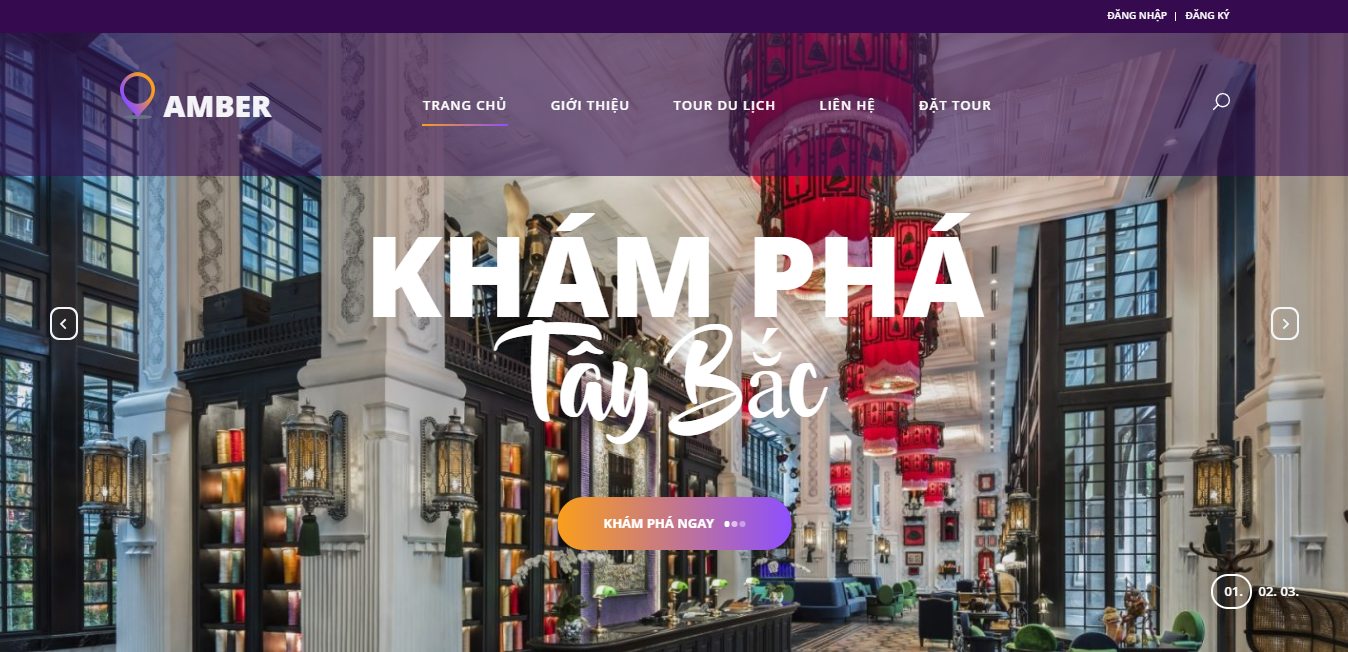 ĐĂNG NHẬP | ĐĂNG KÝ
AMBER
TRANG CHỦ GIỚI THIỆU TOUR DU LỊCH LIÊN HỆ ĐẶT TOUR
KHÁM PHÁ
Tây Bắc
KHÁM PHÁ NGAY
01. 02. 03.